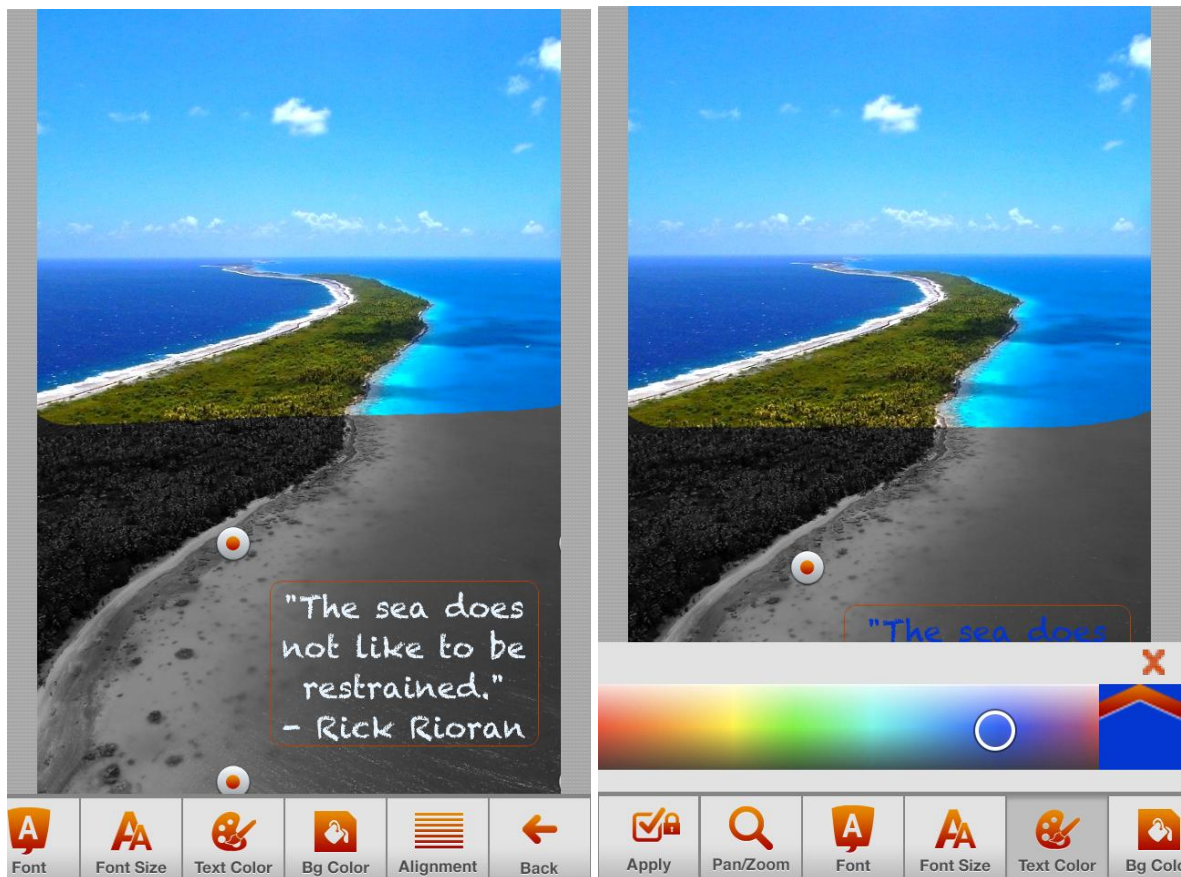 "The sea does
not like to be
restrained."
– Rick Rioran
Font
Font Size
Text Color
Bg Color
Alignment
Back
"The sea does
Apply
Pan/Zoom
Font
Font Size
Text Color